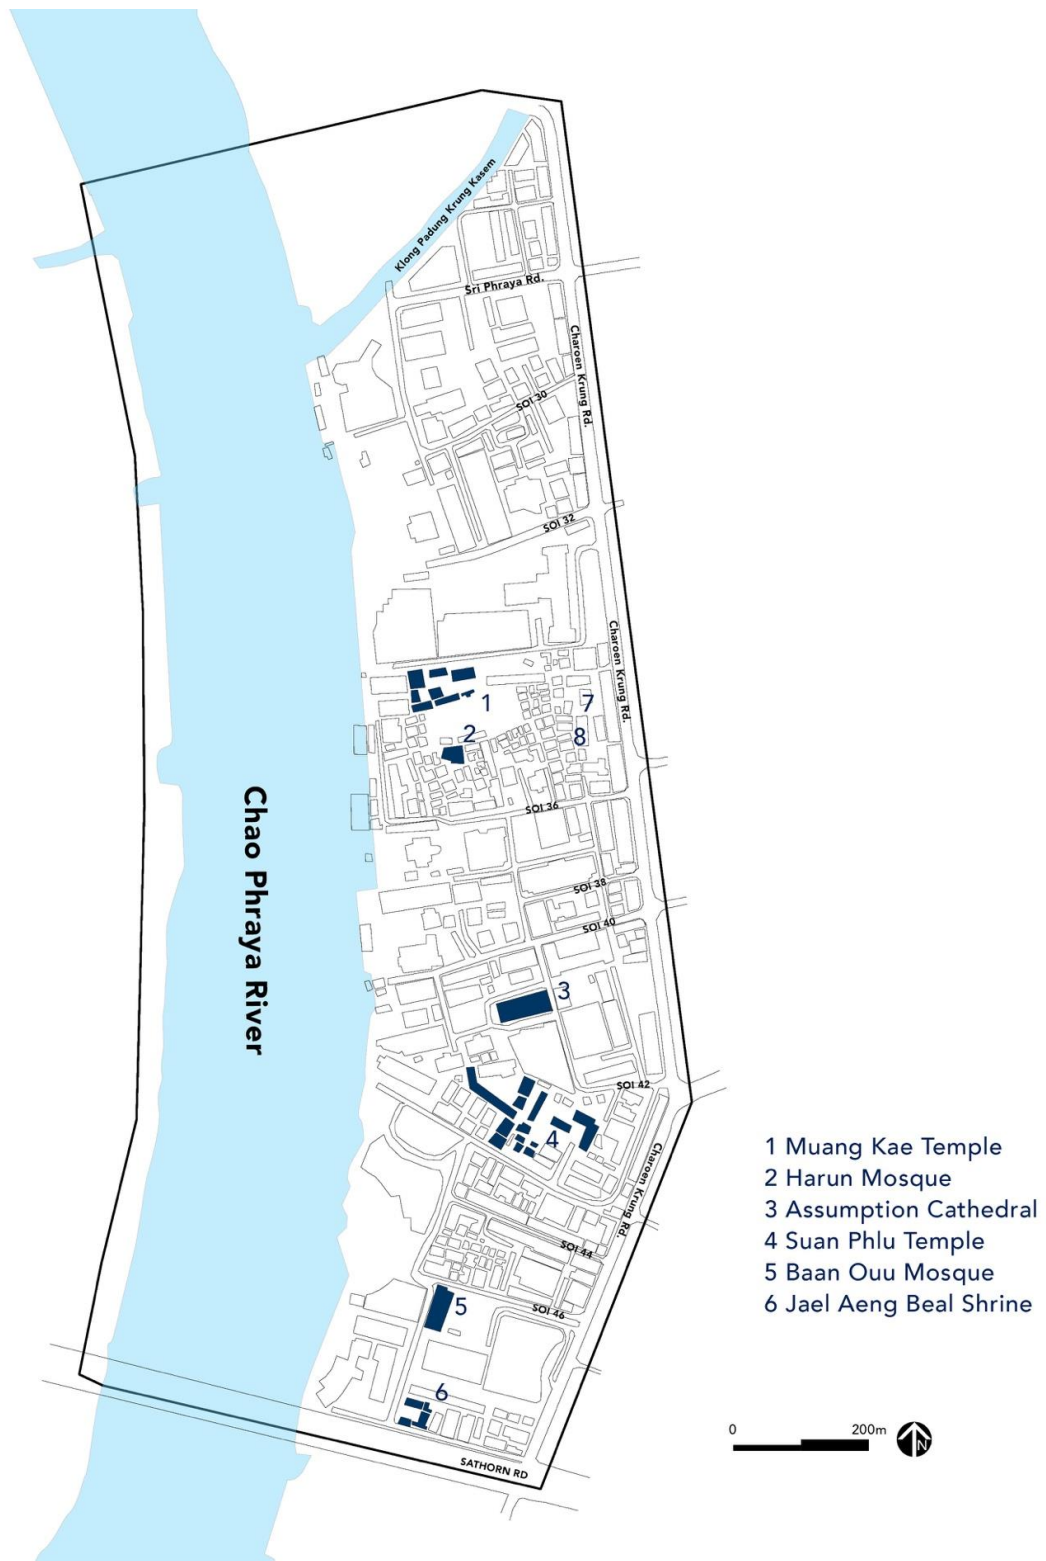 Klong Padung Krung Kasem
Sri Phraya Rd.
Charoen Krung Rd.
SOI 30
SOI 32
Charoen Krung Rd.
1
7
2
8
SOI 36
Chao Phraya River
SOI 38
SOI 40
3
SOI 42
4
Charoen Krung Rd.
SOI 44
5
SOI 46
6
SATHORN RD
1 Muang Kae Temple
2 Harun Mosque
3 Assumption Cathedral
4 Suan Phlu Temple
5 Baan Ouu Mosque
6 Jael Aeng Beal Shrine
0 200m
N